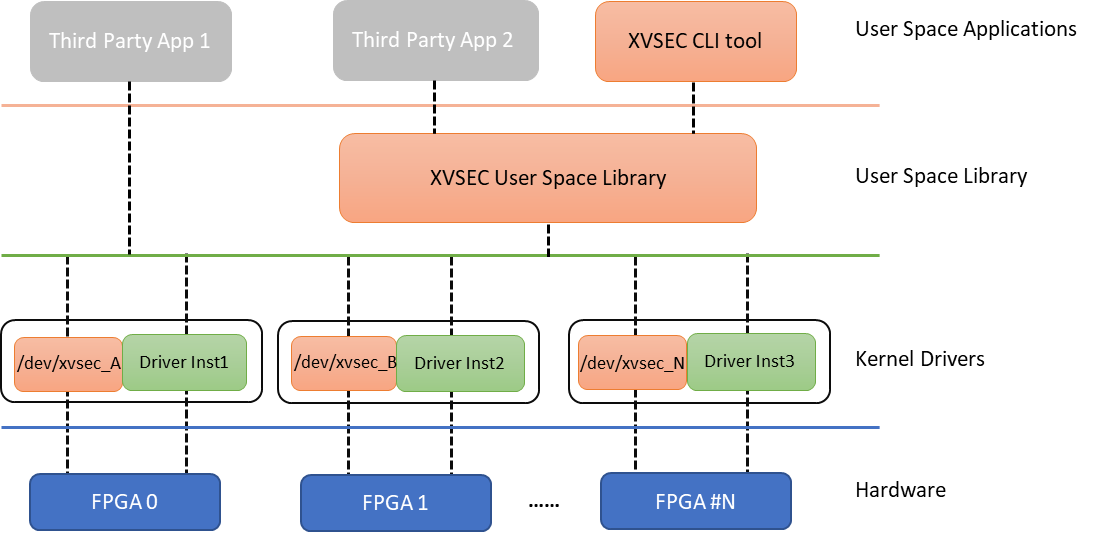 Third Party App 1
Third Party App 2
XVSEC CLI tool
User Space Applications
XVSEC User Space Library
User Space Library
/dev/xvsec_A
Driver Inst1
/dev/xvsec_B
Driver Inst2
/dev/xvsec_N
Driver Inst3
Kernel Drivers
FPGA 0
FPGA 1
......
FPGA #N
Hardware